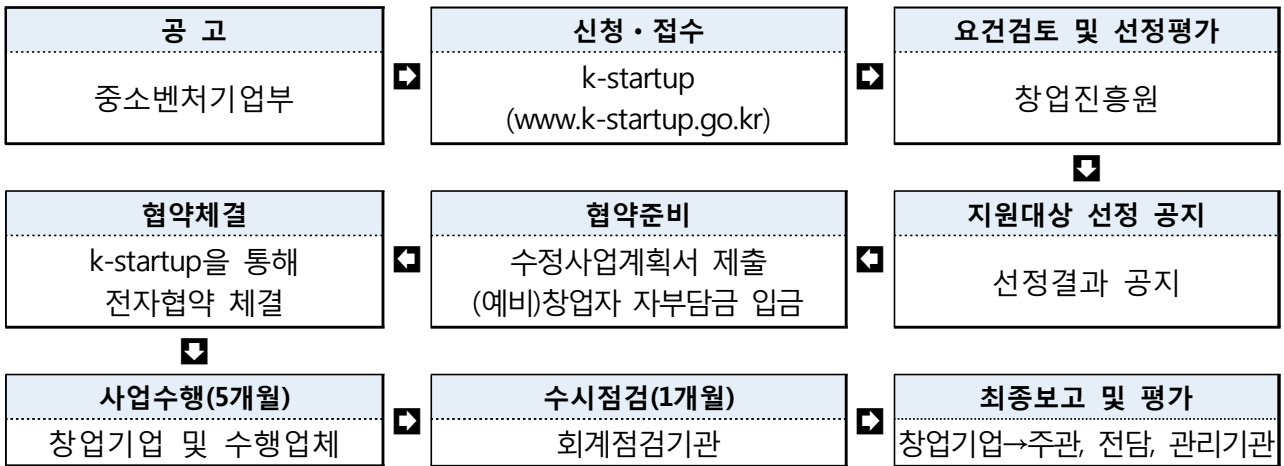 공 고
중소벤처기업부
신청・접수
k-startup
(www.k-startup.go.kr)
요건검토 및 선정평가
창업진흥원
지원대상 선정 공지
선정결과 공지
협약준비
수정사업계획서 제출
(예비)창업자 자부담금 입금
협약체결
k-startup을 통해
전자협약 체결
사업수행(5개월)
창업기업 및 수행업체
수시점검(1개월)
회계점검기관
최종보고 및 평가
창업기업→주관, 전담, 관리기관